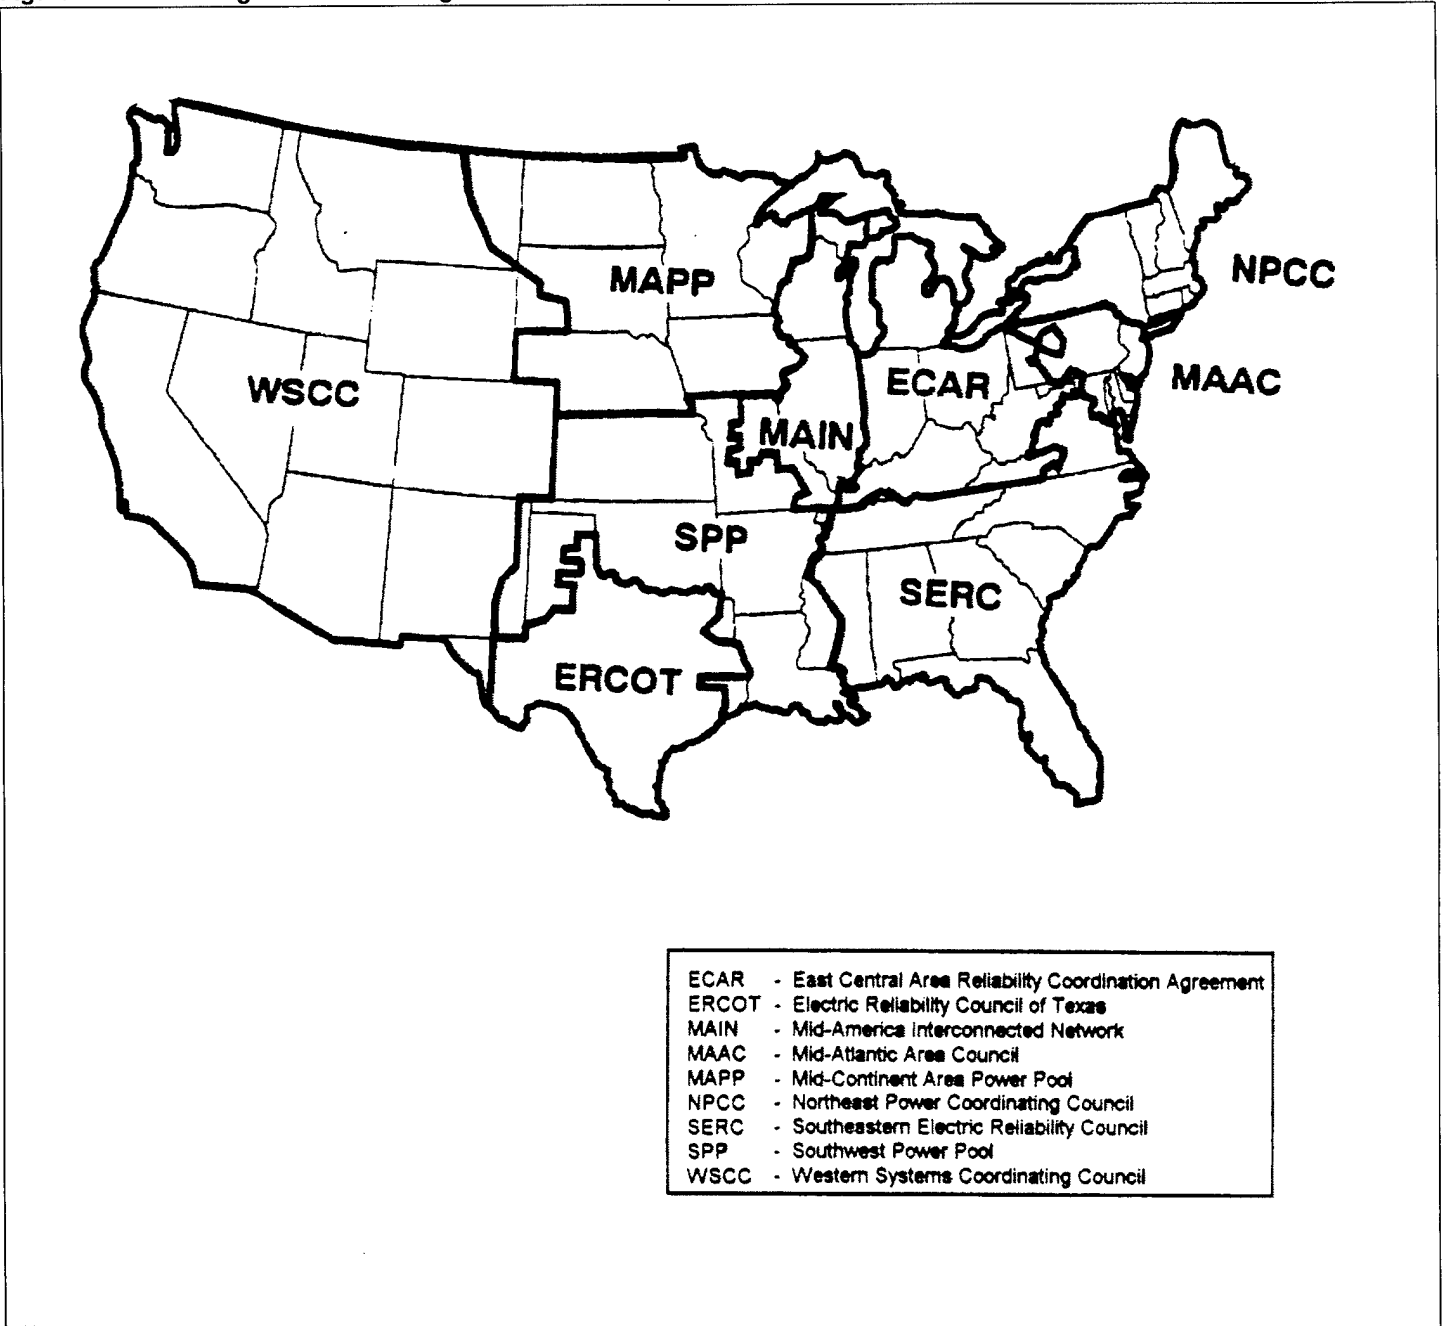 NPCC
MAPP
MAAC
ECAR
WSCC
MAIN
SPP
SERC
ERCOT
ECAR - East Central Area Reliability Coordination Agreement
ERCOT - Electric Reliability Council of Texas
MAIN - Mid-America Interconnected Network
MAAC - Mid-Atlantic Area Council
MAPP - Mid-Continent Area Power Pool
NPCC - Northeast Power Coordinating Council
SERC - Southeastern Electric Reliability Council
SPP - Southwest Power Pool
WSCC - Western Systems Coordinating Council